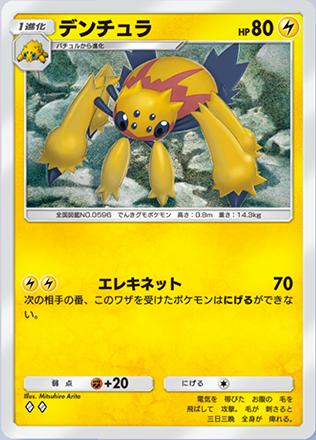 1進化
デンチュラ
HP80
バチュルから進化
全国図鑑NO.0596 でんきグモポケモン 高さ:0.8m 重さ:14.3kg
エレキネット 70
次の相手の番、このワザを受けたポケモンはにげるができな
い。
弱点 +20 にげる
Illus. Mitsuhiro Arita
電気を 帯びた お腹の 毛を
飛ばして 攻撃。 毛が 刺さると
三日三晩 全身が 痺れる。